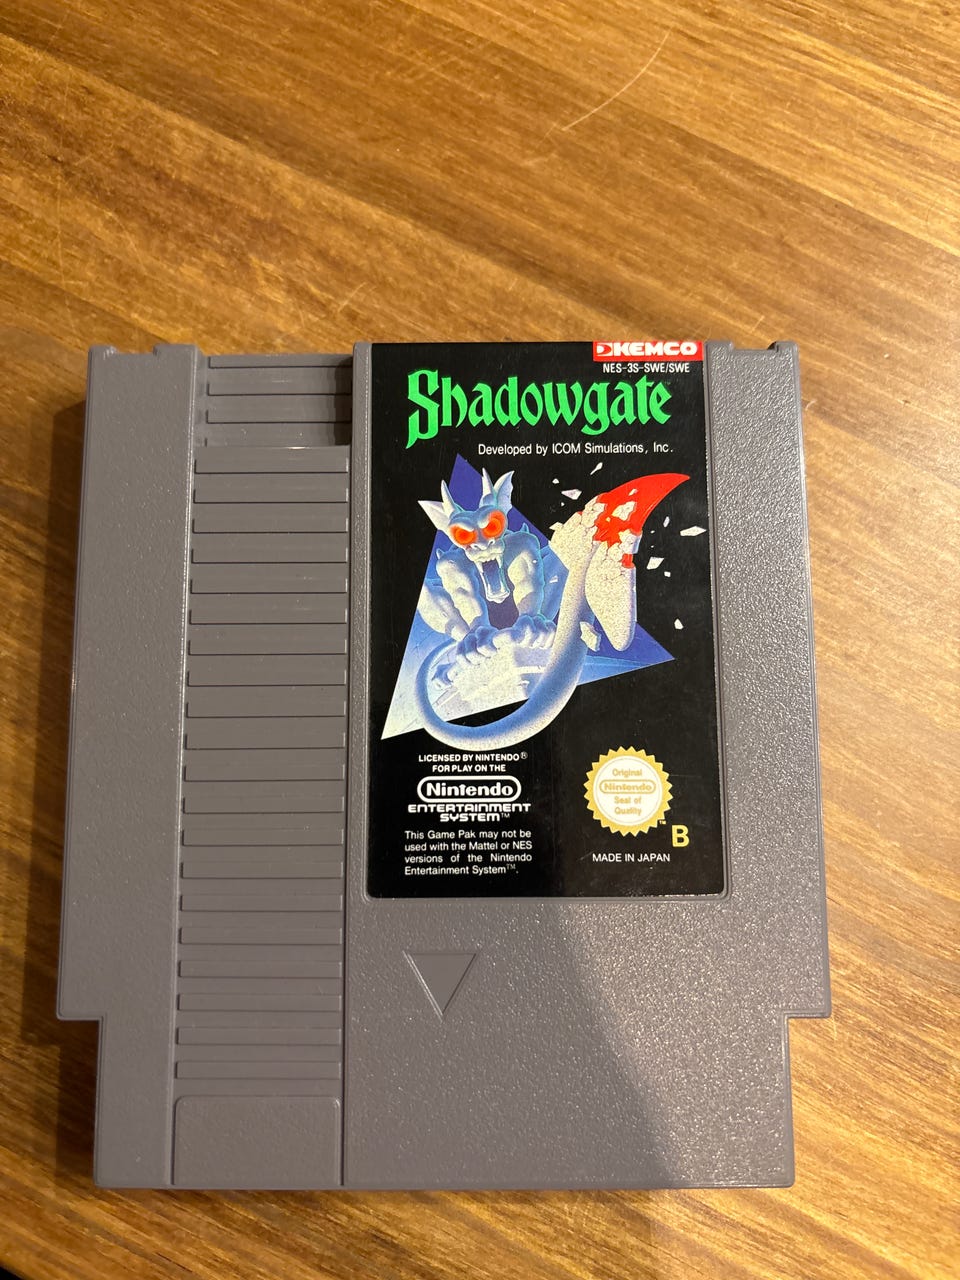 KEMCO
NES-3S-SWE/SWE
Shadowgate™
Developed by ICOM Simulations, Inc.
LICENSED BY NINTENDO®
FOR PLAY ON THE
Nintendo
ENTERTAINMENT
SYSTEM™
This Game Pak may not be
used with the Mattel or NES
versions of the Nintendo
Entertainment System™.
Original
Nintendo
Seal of
Quality
™
B
MADE IN JAPAN